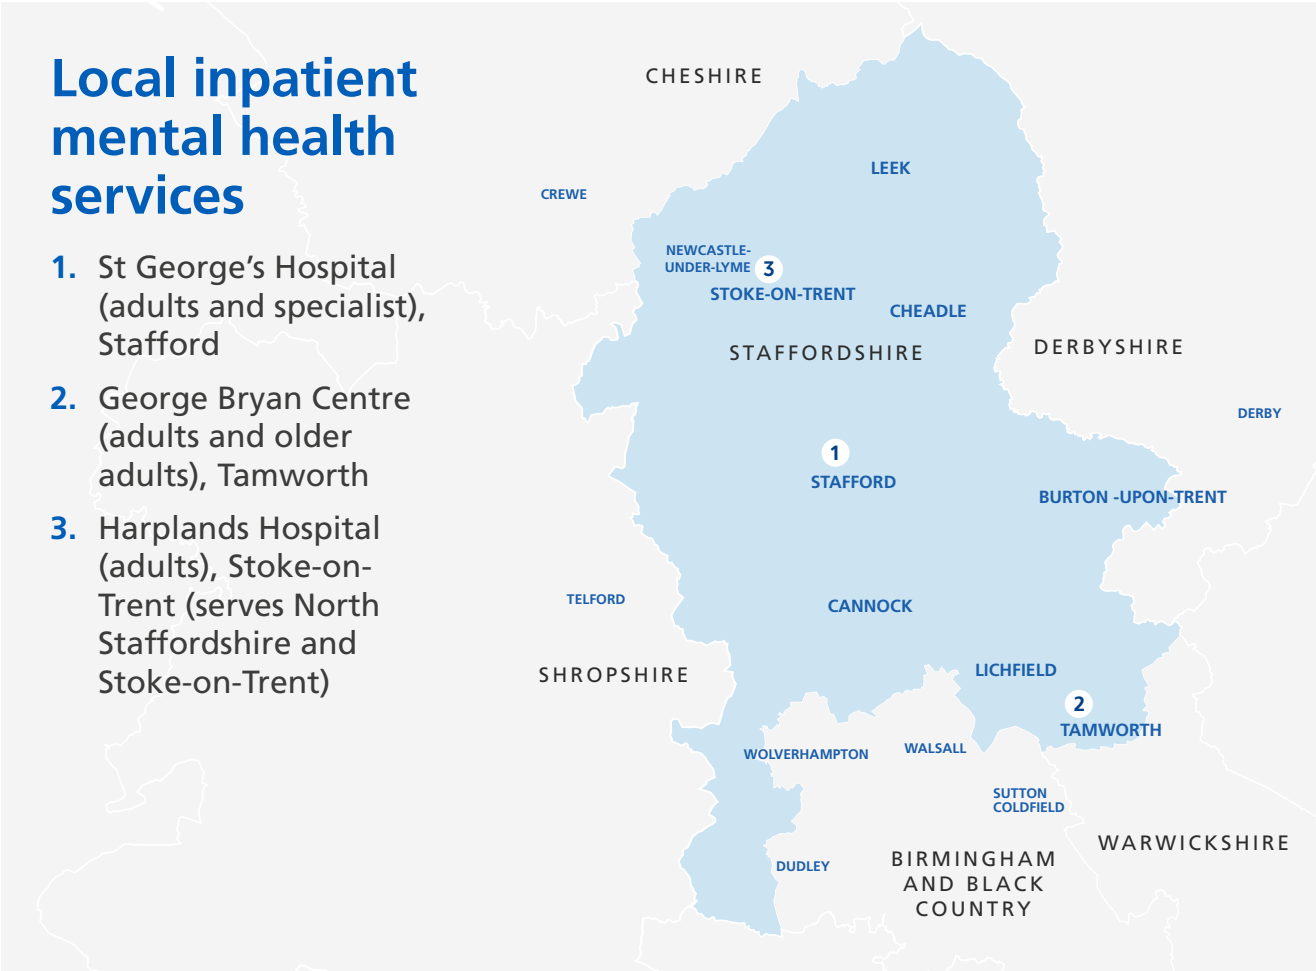 Local inpatient
mental health
services
1. St George’s Hospital
(adults and specialist),
Stafford
2. George Bryan Centre
(adults and older
adults), Tamworth
3. Harplands Hospital
(adults), Stoke-on-
Trent (serves North
Staffordshire and
Stoke-on-Trent)
CHESHIRE
LEEK
CREWE
NEWCASTLE-
UNDER-LYME
3
STOKE-ON-TRENT
CHEADLE
STAFFORDSHIRE
DERBYSHIRE
DERBY
1
STAFFORD
BURTON -UPON-TRENT
TELFORD
CANNOCK
SHROPSHIRE
LICHFIELD
2
TAMWORTH
WOLVERHAMPTON
WALSALL
SUTTON
COLDFIELD
WARWICKSHIRE
DUDLEY
BIRMINGHAM
AND BLACK
COUNTRY